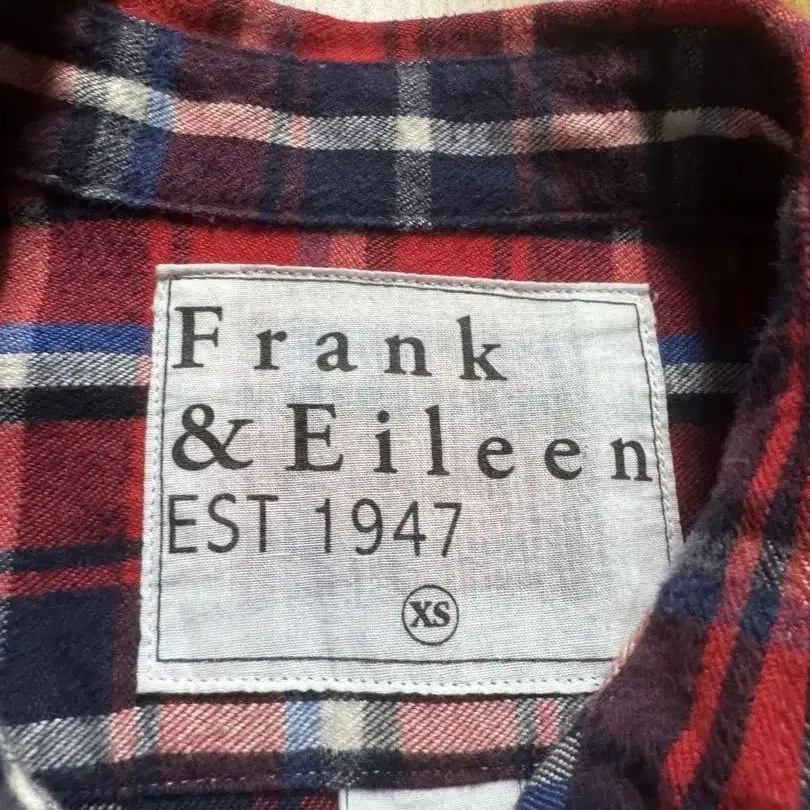 Frank
& Eileen
EST 1947
XS